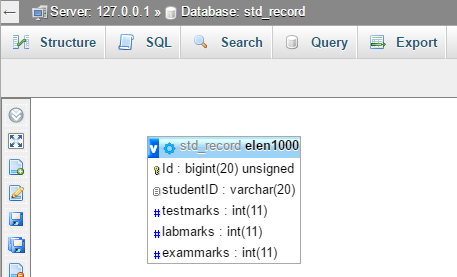 Server: 127.0.0.1 » Database: std_record
Structure SQL Search Query Export
v std_record elen1000
Id : bigint(20) unsigned
studentID : varchar(20)
# testmarks : int(11)
# labmarks : int(11)
# exammarks : int(11)